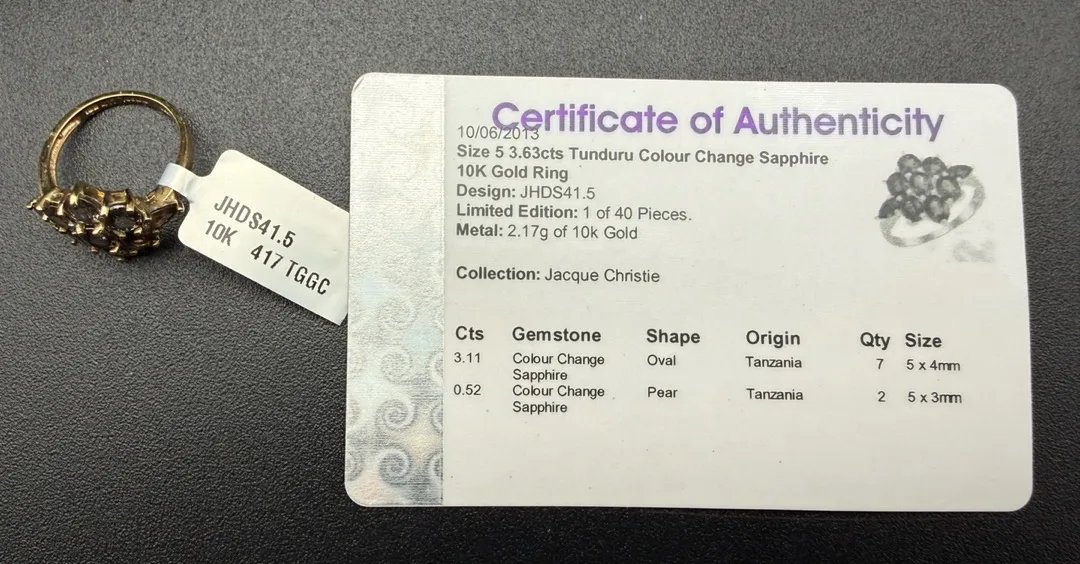 JHDS41.5
10K 417 TGGC
Certificate of Authenticity
10/06/2013
Size 5 3.63cts Tunduru Colour Change Sapphire
10K Gold Ring
Design: JHDS41.5
Limited Edition: 1 of 40 Pieces.
Metal: 2.17g of 10k Gold
Collection: Jacque Christie
Cts Gemstone Shape Origin Qty Size
3.11 Colour Change Oval Tanzania 7 5 x 4mm
Sapphire
0.52 Colour Change Pear Tanzania 2 5 x 3mm
Sapphire